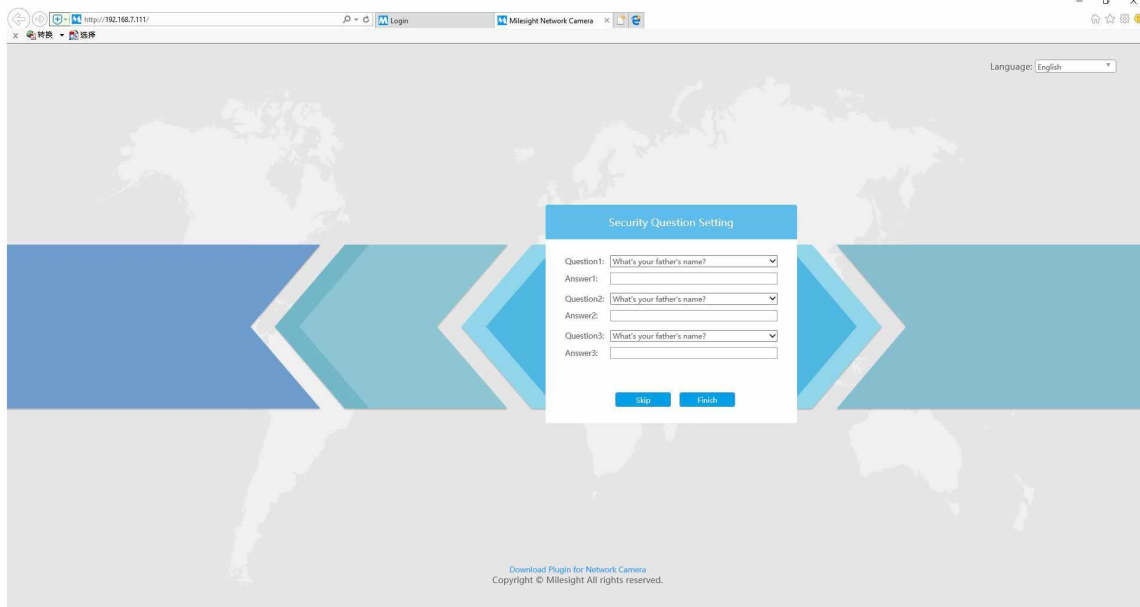 http://192.168.7.111/
Login
Milesight Network Camera
x 转换 选择
Language: English
Security Question Setting
Question1: What's your father's name?
Answer1:
Question2: What's your father's name?
Answer2:
Question3: What's your father's name?
Answer3:
Skip Finish
Download Plugin for Network Camera
Copyright © Milesight All rights reserved.